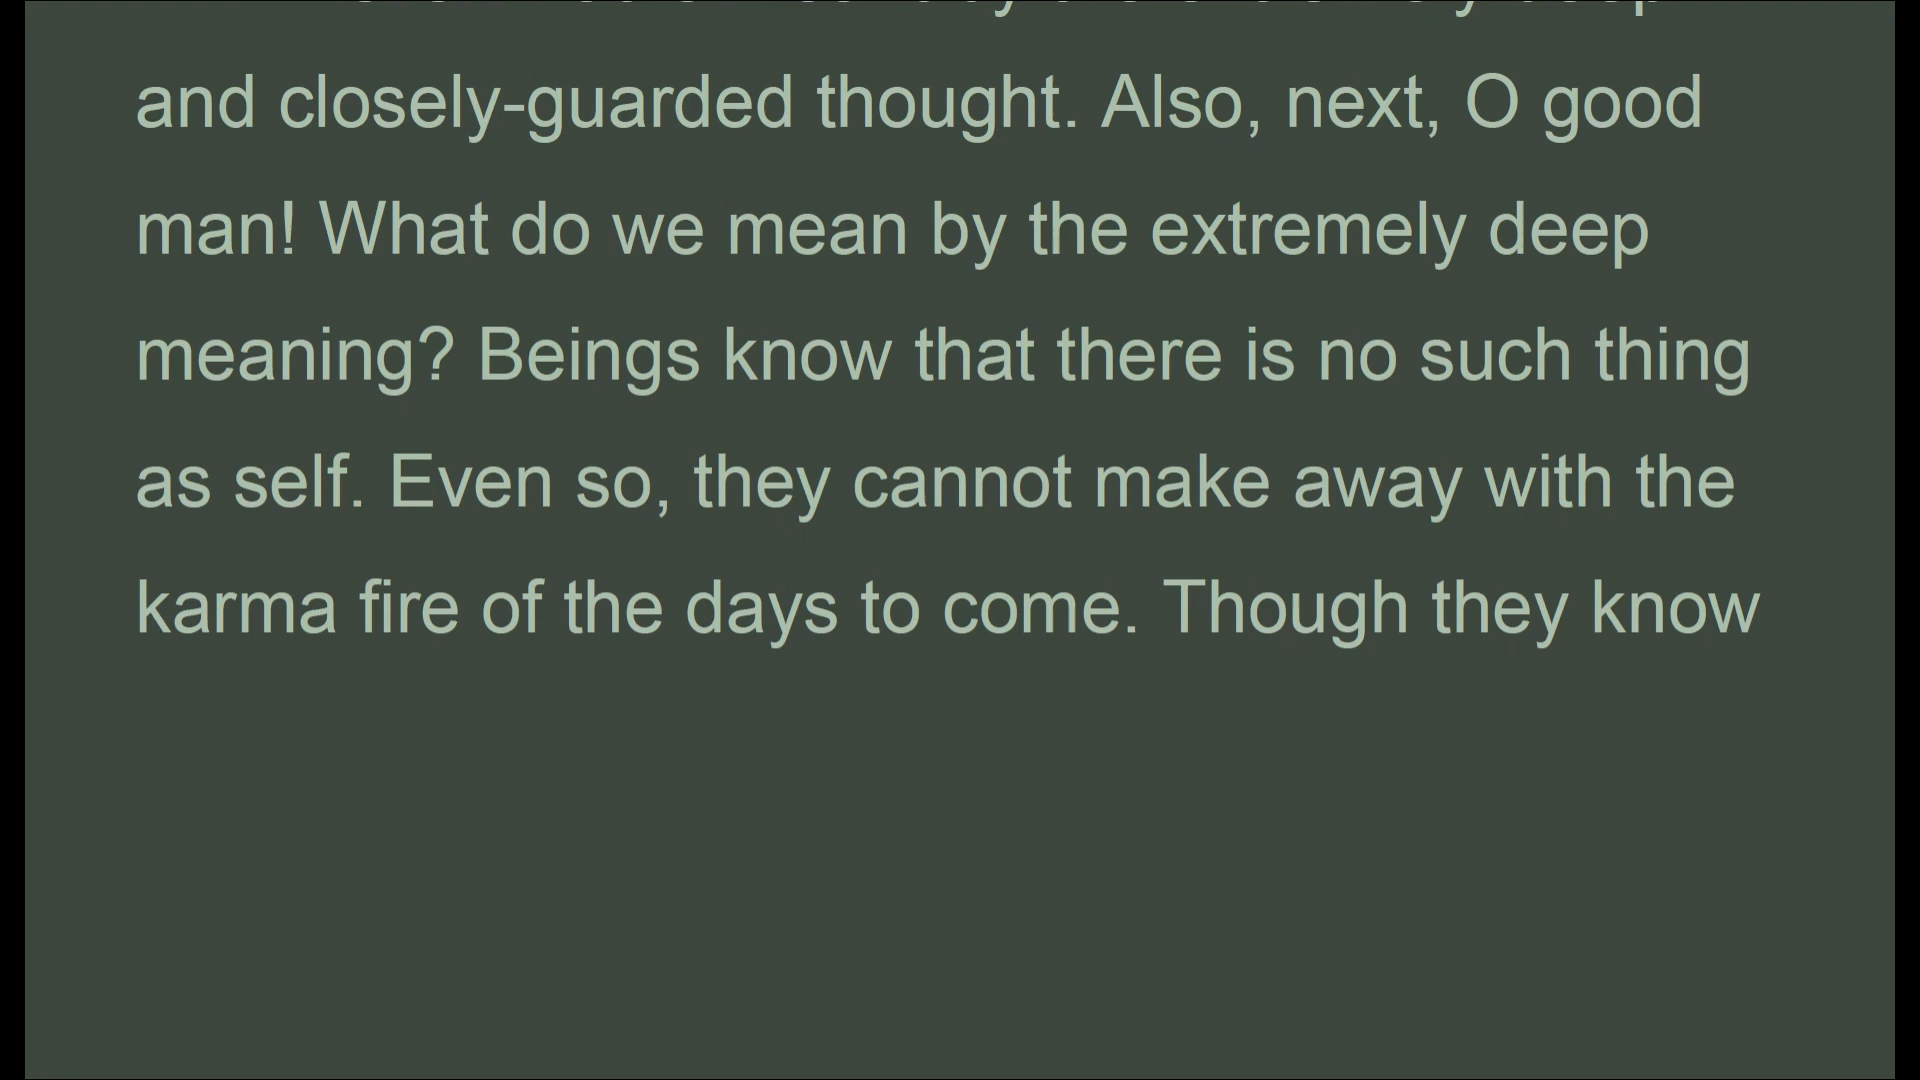 and closely-guarded thought. Also, next, O good
man! What do we mean by the extremely deep
meaning? Beings know that there is no such thing
as self. Even so, they cannot make away with the
karma fire of the days to come. Though they know